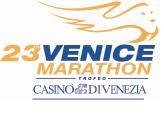 23°VENICE
MARATHON
TROFEO
CASINO DI VENEZIA